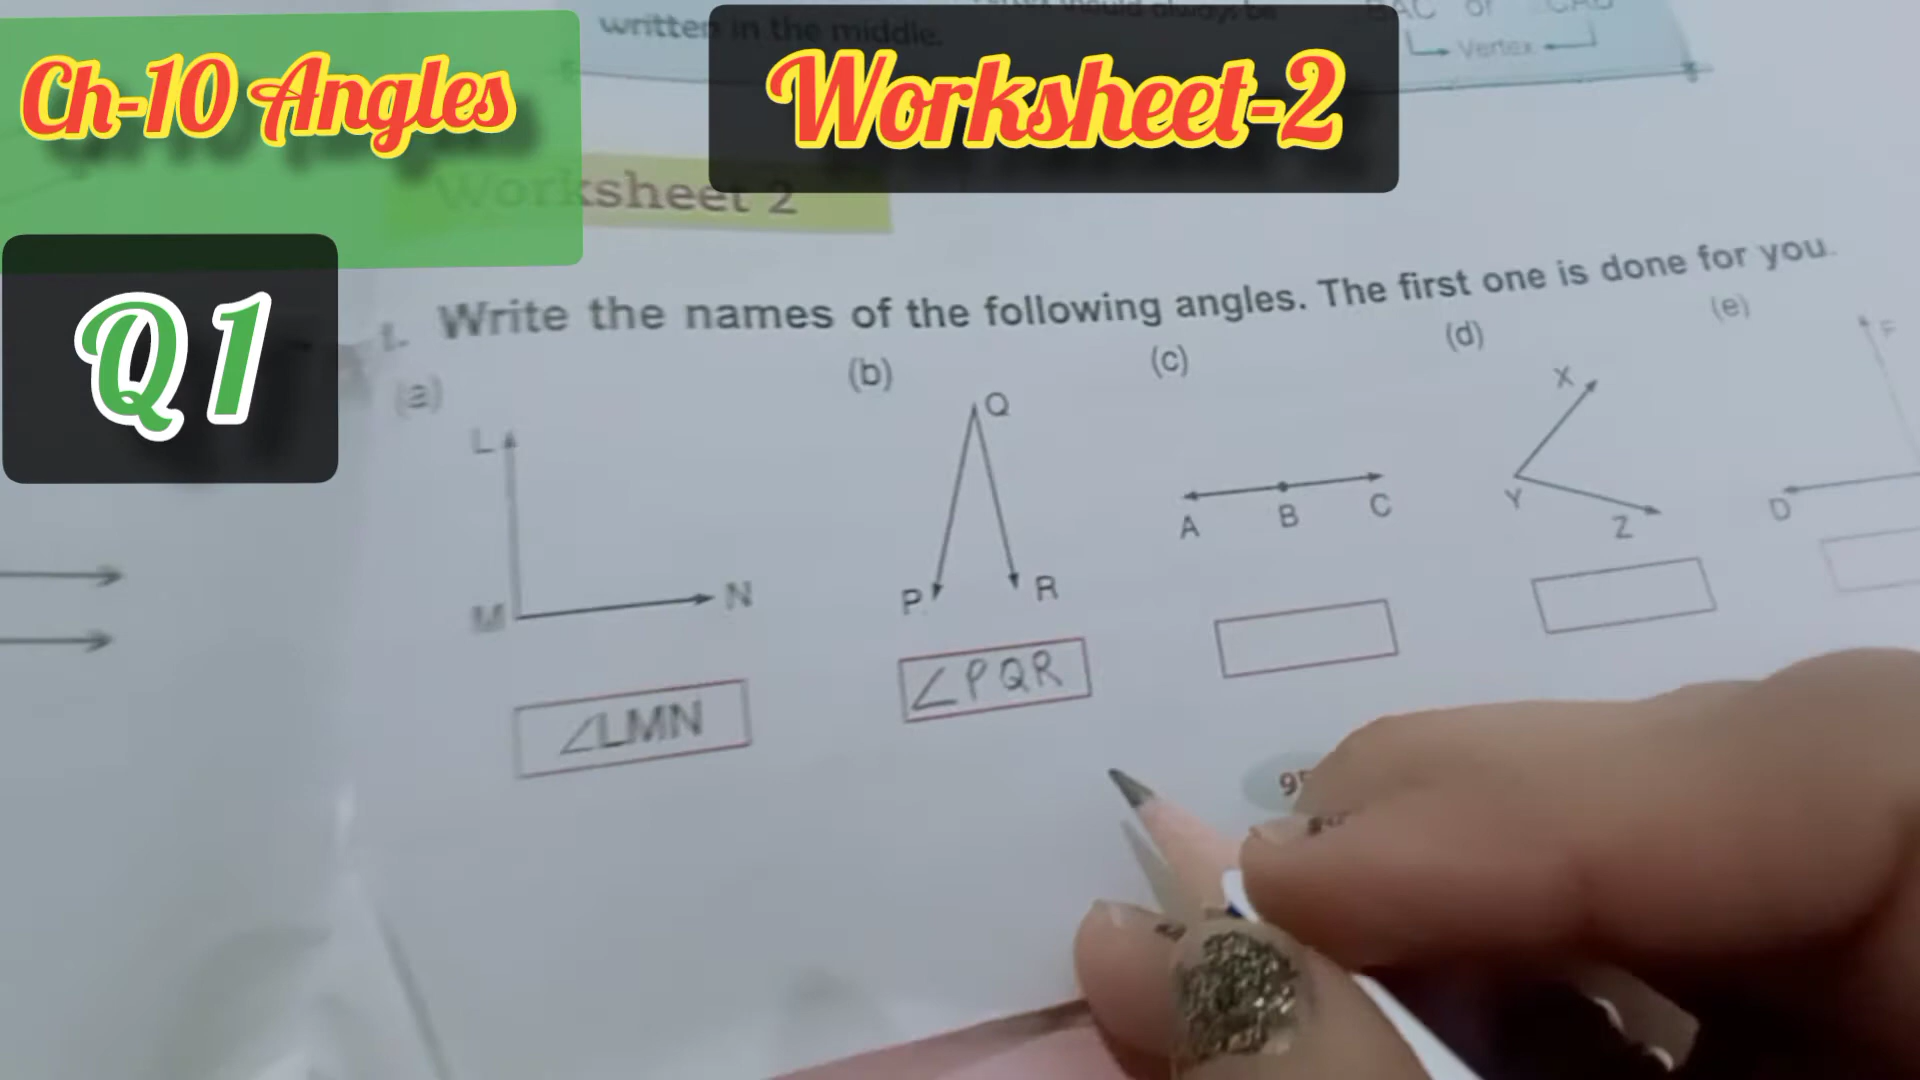 written in the middle.
Vertex
Ch-10 Angles
Worksheet-2
Worksheet 2
Q 1
1. Write the names of the following angles. The first one is done for you.
(a) (b) (c) (d) (e)
L M N
Q P R
A B C
X Y Z
D F
∠LMN
∠PQR